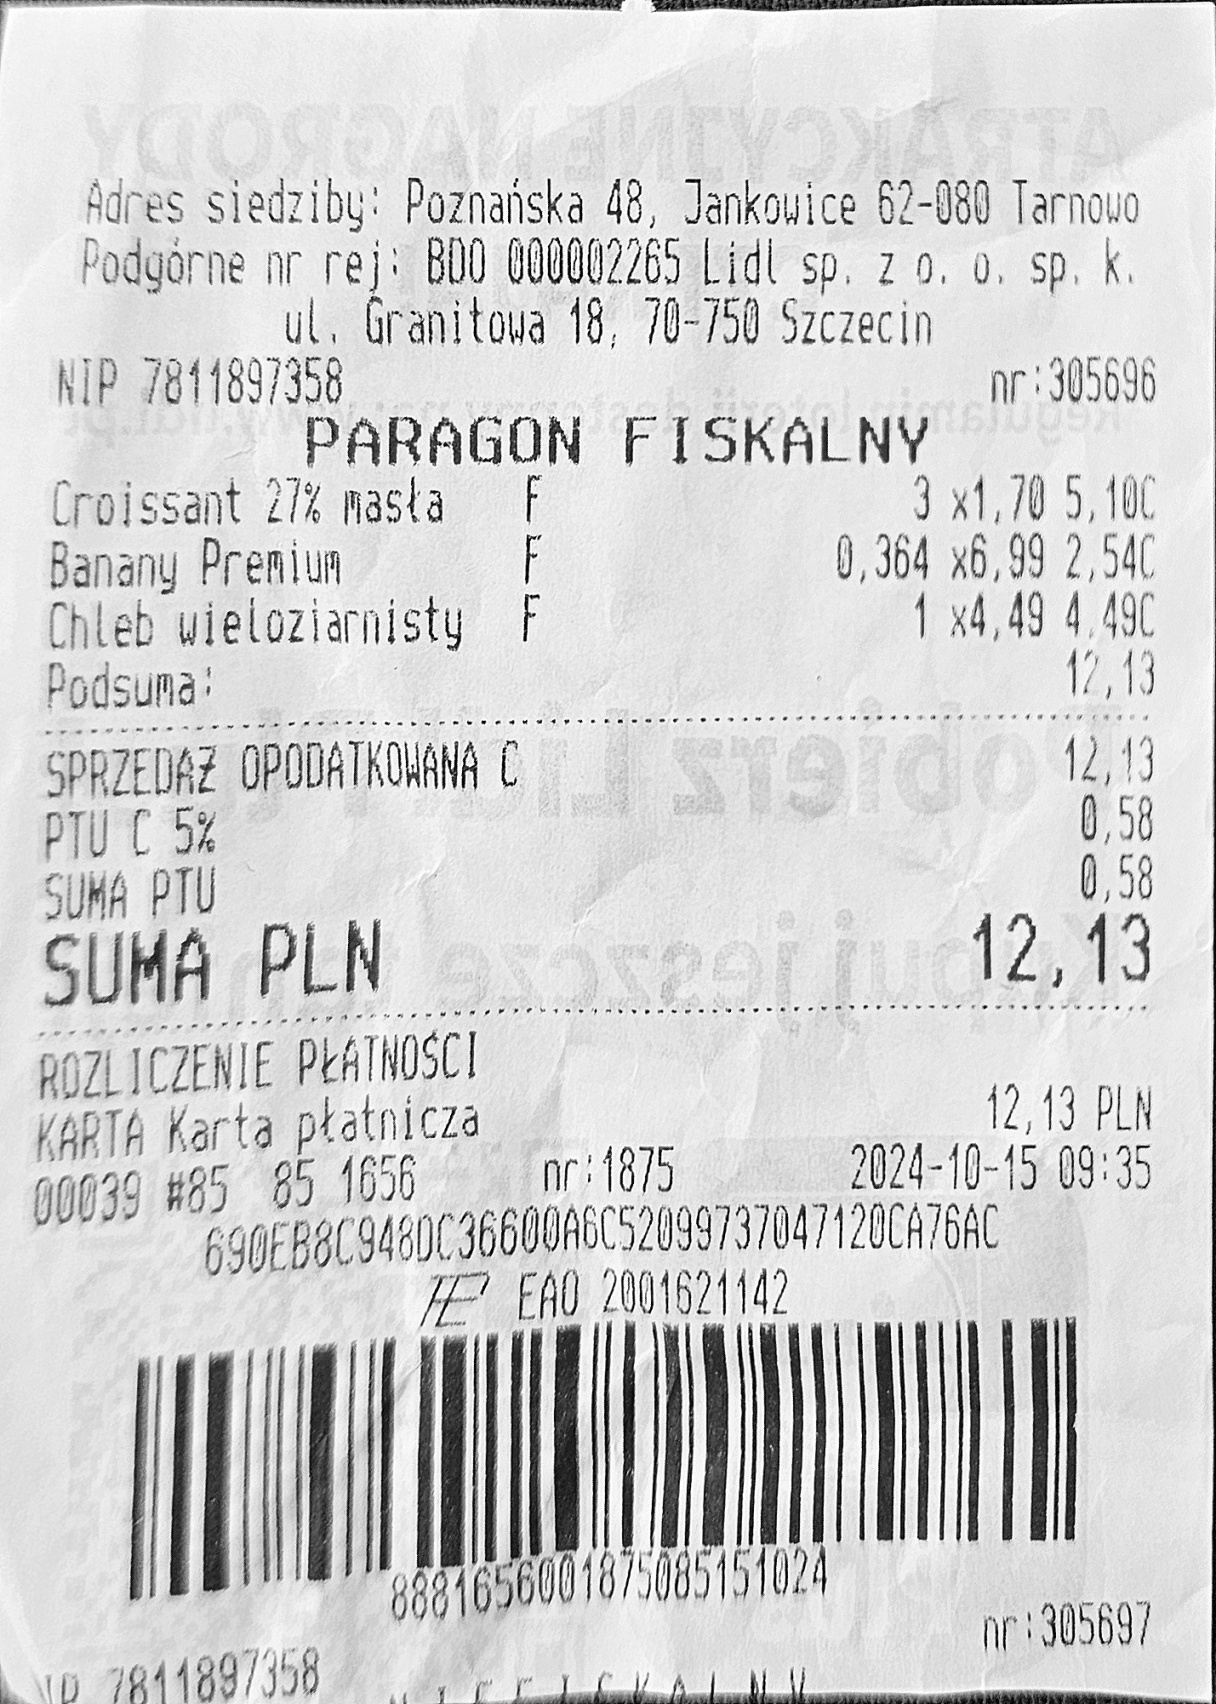 Adres siedziby: Poznańska 48, Jankowice 62-080 Tarnowo
Podgórne nr rej: BDO 000002265 Lidl sp. z o. o. sp. k.
ul. Granitowa 18, 70-750 Szczecin
NIP 7811897358 nr:305696
PARAGON FISKALNY
Croissant 27% masła F 3 x1,70 5,10C
Banany Premium F 0,364 x6,99 2,54C
Chleb wieloziarnisty F 1 x4,49 4,49C
Podsuma: 12,13
SPRZEDAŻ OPODATKOWANA C 12,13
PTU C 5% 0,58
SUMA PTU 0,58
SUMA PLN 12,13
ROZLICZENIE PŁATNOŚCI
KARTA Karta płatnicza 12,13 PLN
00039 #85 85 1656 nr:1875 2024-10-15 09:35
690EB8C948DC36600A6C52099737047120CA76AC
EAO 2001621142
8881656001875085151024
nr:305697
NIP 7811897358
NIEFISKALNY